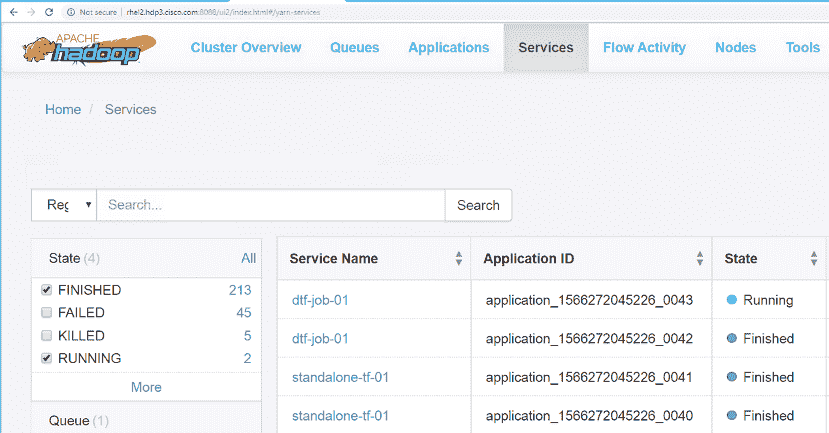 Not secure | rhel2.hdp3.cisco.com:8088/ui2/index.html#/yarn-services
APACHE
hadoop
Cluster Overview Queues Applications Services Flow Activity Nodes Tools
Home / Services
Reg Search... Search
State (4) All
FINISHED 213
FAILED 45
KILLED 5
RUNNING 2
More
Queue (1)
Service Name Application ID State
dtf-job-01 application_1566272045226_0043 Running
dtf-job-01 application_1566272045226_0042 Finished
standalone-tf-01 application_1566272045226_0041 Finished
standalone-tf-01 application_1566272045226_0040 Finished